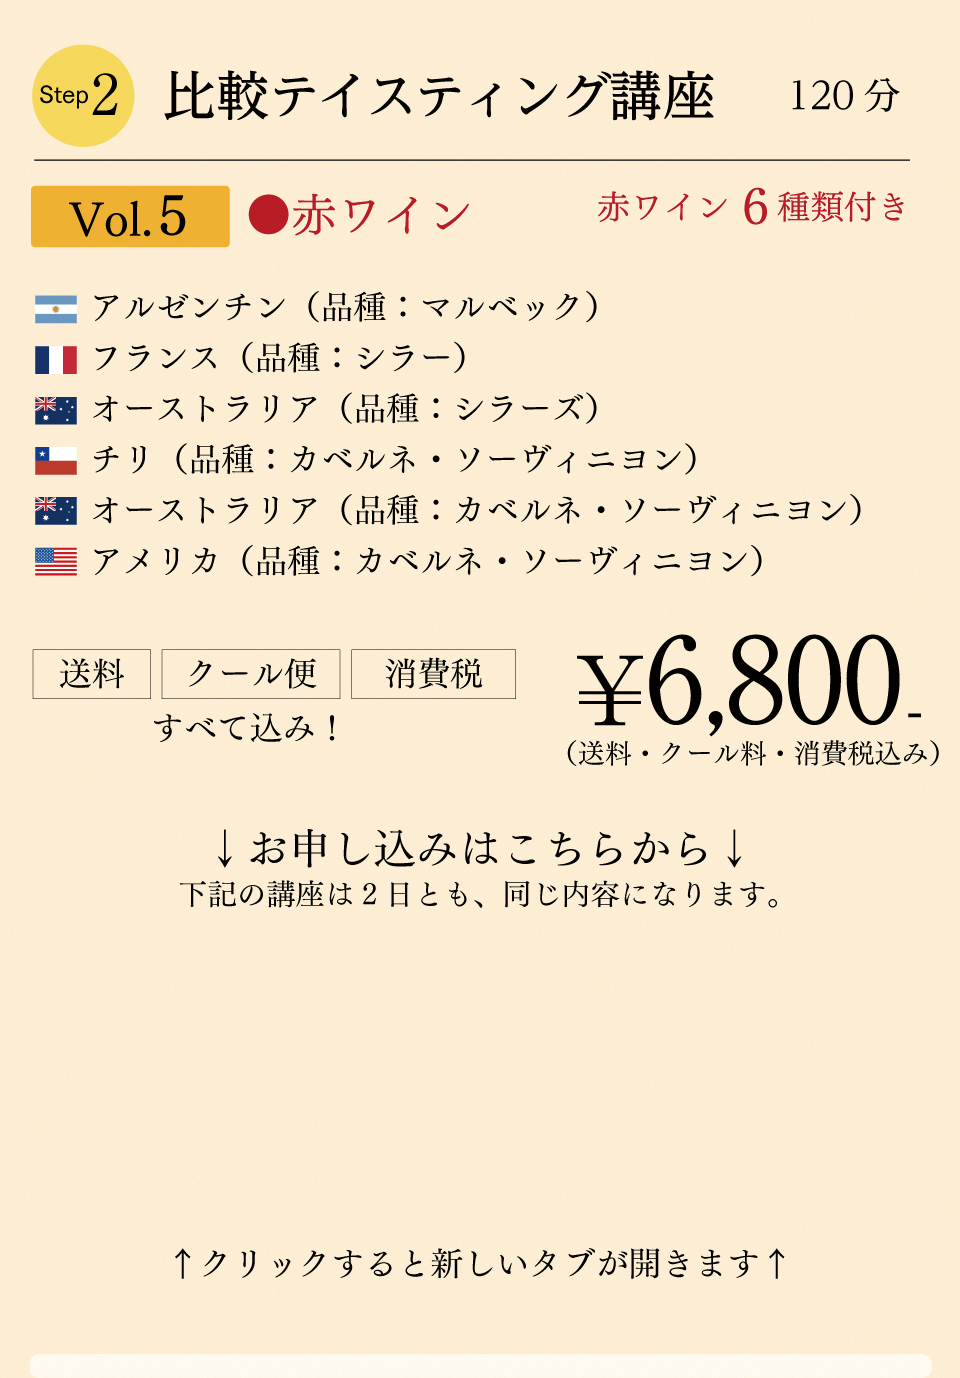 Step 2 比較テイスティング講座 120分
Vol.5 ●赤ワイン 赤ワイン 6 種類付き
アルゼンチン（品種：マルベック）
フランス（品種：シラー）
オーストラリア（品種：シラーズ）
チリ（品種：カベルネ・ソーヴィニヨン）
オーストラリア（品種：カベルネ・ソーヴィニヨン）
アメリカ（品種：カベルネ・ソーヴィニヨン）
送料 クール便 消費税
すべて込み！
¥6,800-
（送料・クール料・消費税込み）
↓お申し込みはこちらから↓
下記の講座は２日とも、同じ内容になります。
↑クリックすると新しいタブが開きます↑